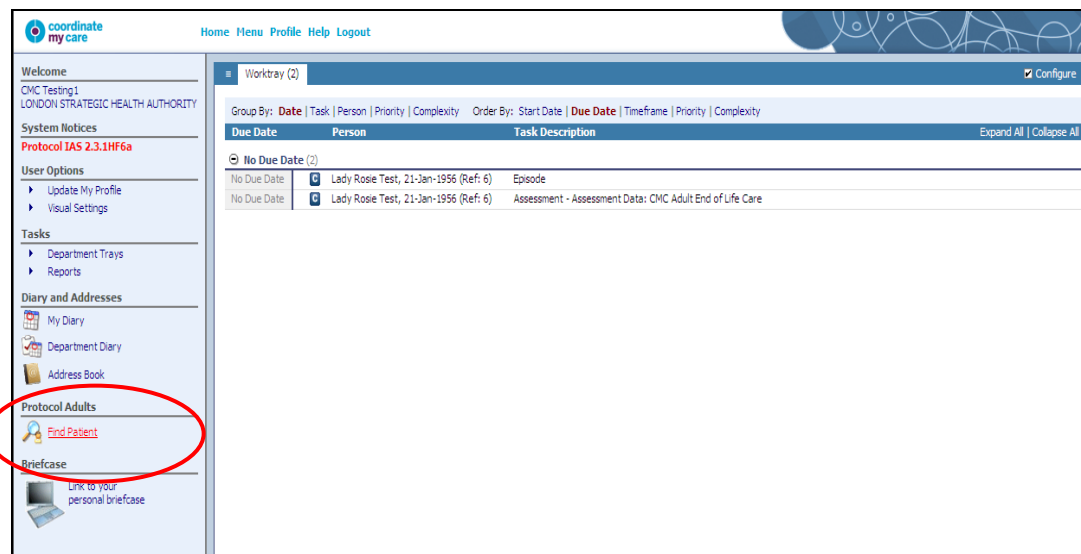 coordinate
my care
Home Menu Profile Help Logout
Welcome
CMC Testing1
LONDON STRATEGIC HEALTH AUTHORITY
System Notices
Protocol IAS 2.3.1HF6a
User Options
Update My Profile
Visual Settings
Tasks
Department Trays
Reports
Diary and Addresses
My Diary
Department Diary
Address Book
Protocol Adults
Find Patient
Briefcase
Link to your
personal briefcase
Worktray (2)
Configure
Group By: Date | Task | Person | Priority | Complexity Order By: Start Date | Due Date | Timeframe | Priority | Complexity
Due Date Person Task Description Expand All | Collapse All
No Due Date (2)
No Due Date C Lady Rosie Test, 21-Jan-1956 (Ref: 6) Episode
No Due Date C Lady Rosie Test, 21-Jan-1956 (Ref: 6) Assessment - Assessment Data: CMC Adult End of Life Care